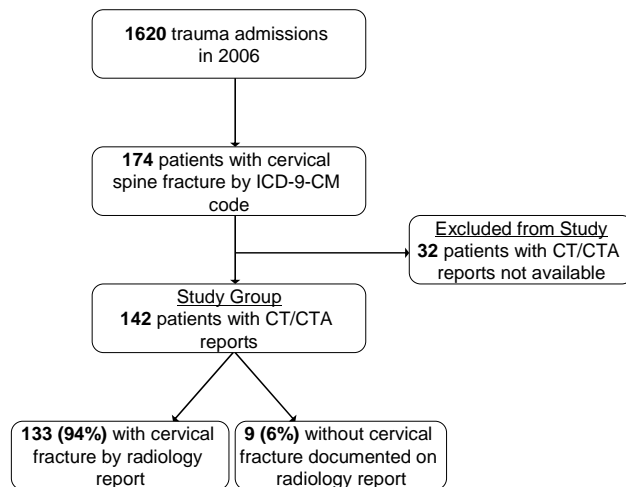 1620 trauma admissions
in 2006
174 patients with cervical
spine fracture by ICD-9-CM
code
Excluded from Study
32 patients with CT/CTA
reports not available
Study Group
142 patients with CT/CTA
reports
133 (94%) with cervical
fracture by radiology
report
9 (6%) without cervical
fracture documented on
radiology report